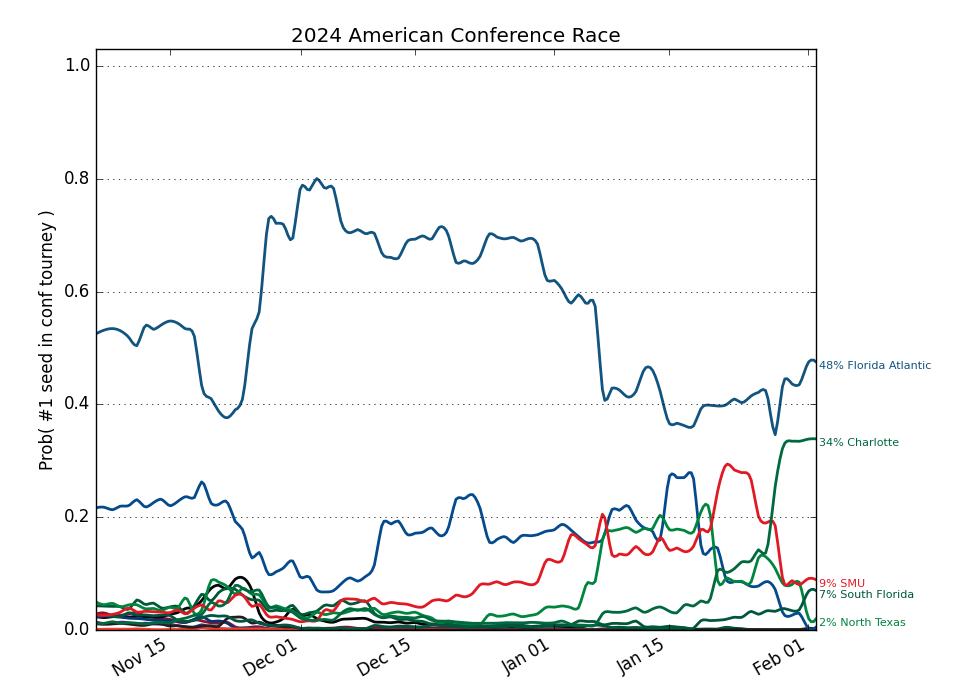 2024 American Conference Race
Prob( #1 seed in conf tourney )
1.0
0.8
0.6
0.4
0.2
0.0
48% Florida Atlantic
34% Charlotte
9% SMU
7% South Florida
2% North Texas
Nov 15
Dec 01
Dec 15
Jan 01
Jan 15
Feb 01